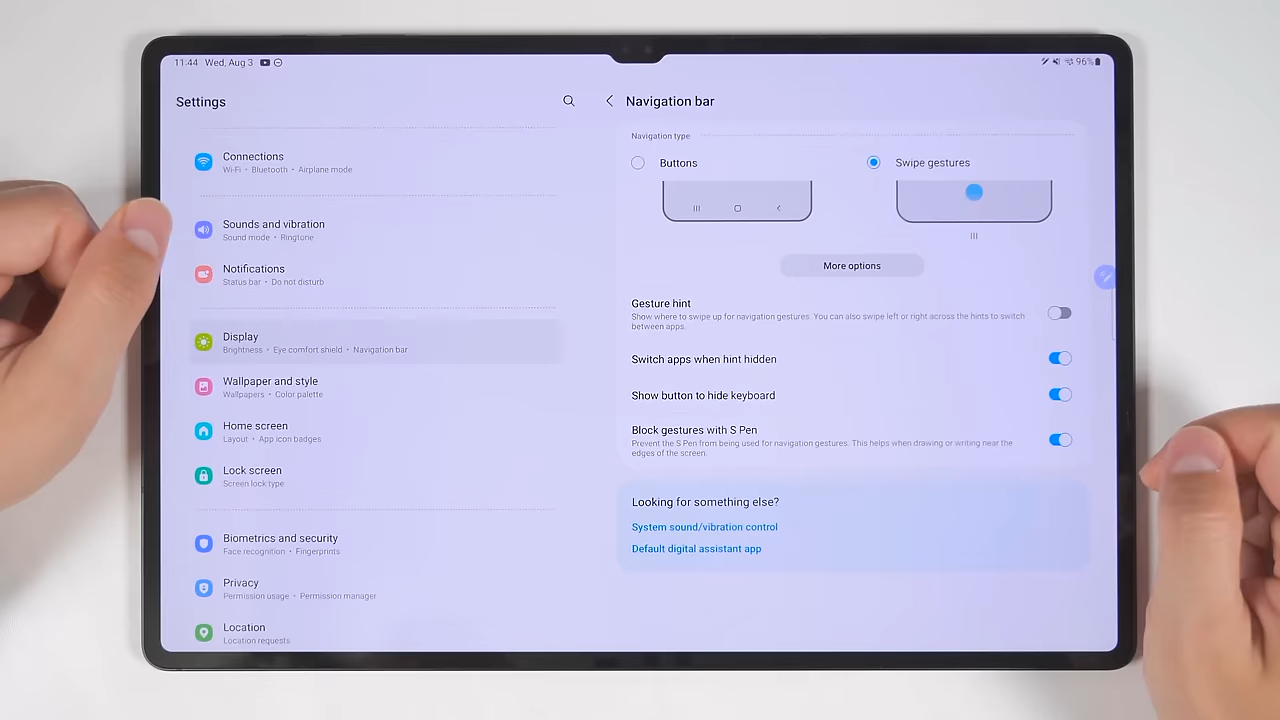 11:44 Wed, Aug 3
96%
Settings
Connections
Wi-Fi • Bluetooth • Airplane mode
Sounds and vibration
Sound mode • Ringtone
Notifications
Status bar • Do not disturb
Display
Brightness • Eye comfort shield • Navigation bar
Wallpaper and style
Wallpapers • Color palette
Home screen
Layout • App icon badges
Lock screen
Screen lock type
Biometrics and security
Face recognition • Fingerprints
Privacy
Permission usage • Permission manager
Location
Location requests
Navigation bar
Navigation type
Buttons
Swipe gestures
More options
Gesture hint
Show where to swipe up for navigation gestures. You can also swipe left or right across the hints to switch
between apps.
Switch apps when hint hidden
Show button to hide keyboard
Block gestures with S Pen
Prevent the S Pen from being used for navigation gestures. This helps when drawing or writing near the
edges of the screen.
Looking for something else?
System sound/vibration control
Default digital assistant app